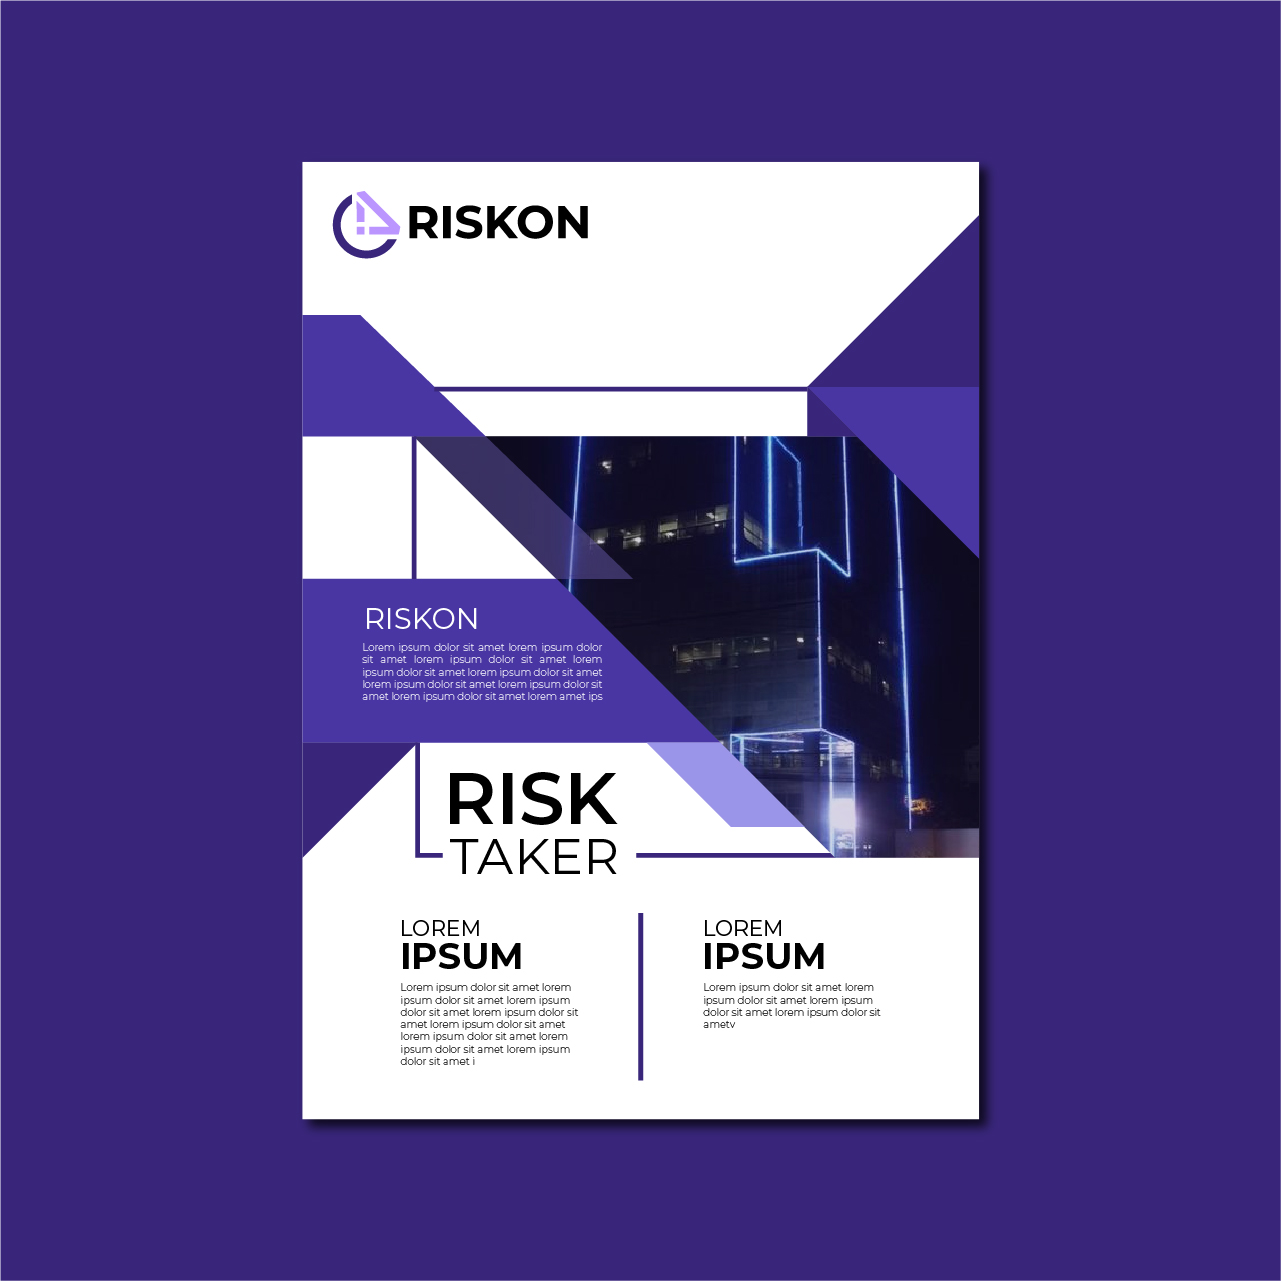 RISKON
RISKON
Lorem ipsum dolor sit amet lorem ipsum dolor
sit amet lorem ipsum dolor sit amet lorem
ipsum dolor sit amet lorem ipsum dolor sit amet
lorem ipsum dolor sit amet lorem ipsum dolor sit
amet lorem ipsum dolor sit amet lorem amet ips
RISK
TAKER
LOREM
IPSUM
Lorem ipsum dolor sit amet lorem
ipsum dolor sit amet lorem ipsum
dolor sit amet lorem ipsum dolor sit
amet lorem ipsum dolor sit amet
lorem ipsum dolor sit amet lorem
ipsum dolor sit amet lorem ipsum
dolor sit amet i
LOREM
IPSUM
Lorem ipsum dolor sit amet lorem
ipsum dolor sit amet lorem ipsum
dolor sit amet lorem ipsum dolor sit
ametv